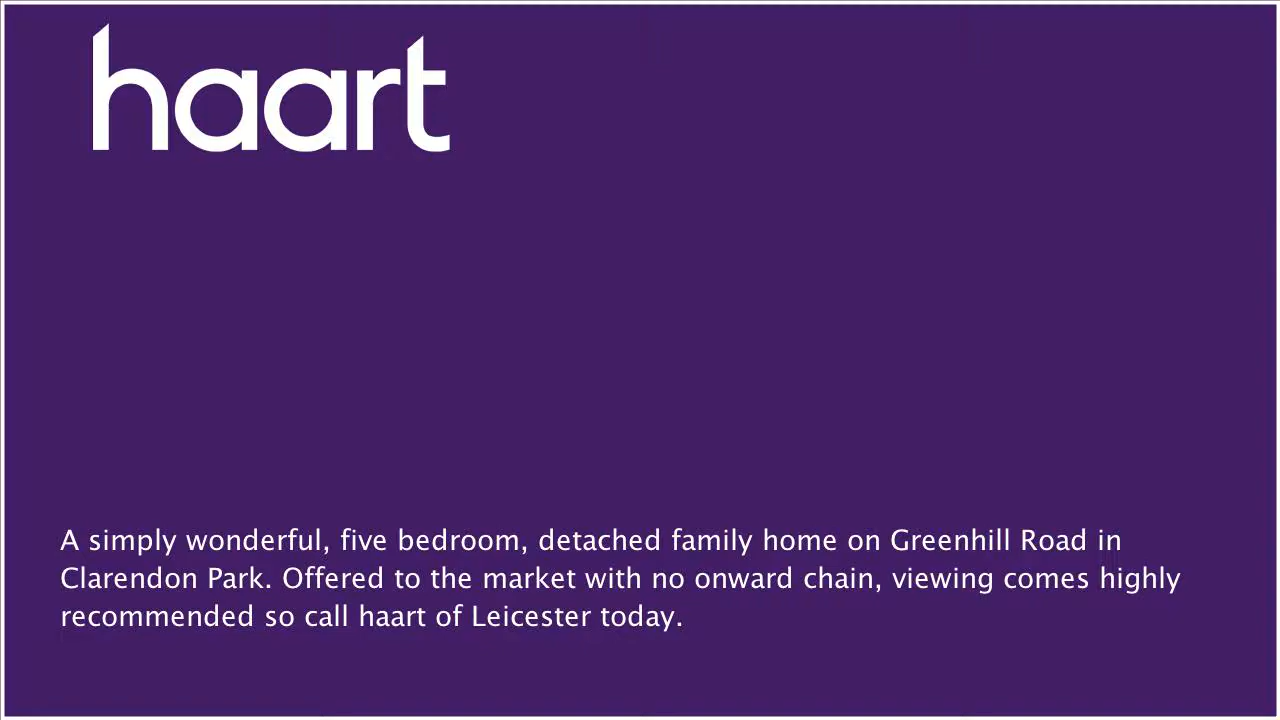 haart
A simply wonderful, five bedroom, detached family home on Greenhill Road in
Clarendon Park. Offered to the market with no onward chain, viewing comes highly
recommended so call haart of Leicester today.